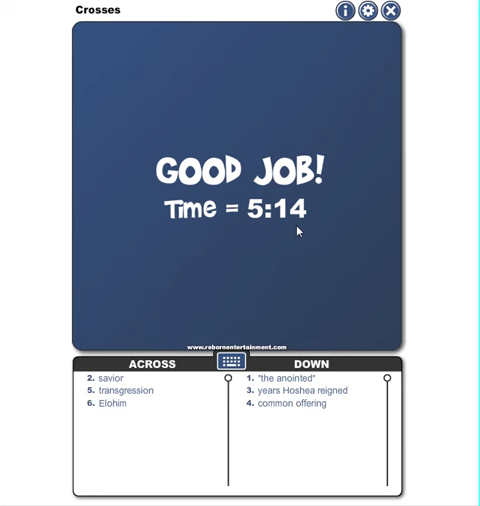 Crosses
GOOD JOB!
Time = 5:14
www.rebornentertainment.com
ACROSS
2. savior
5. transgression
6. Elohim
DOWN
1. "the anointed"
3. years Hoshea reigned
4. common offering